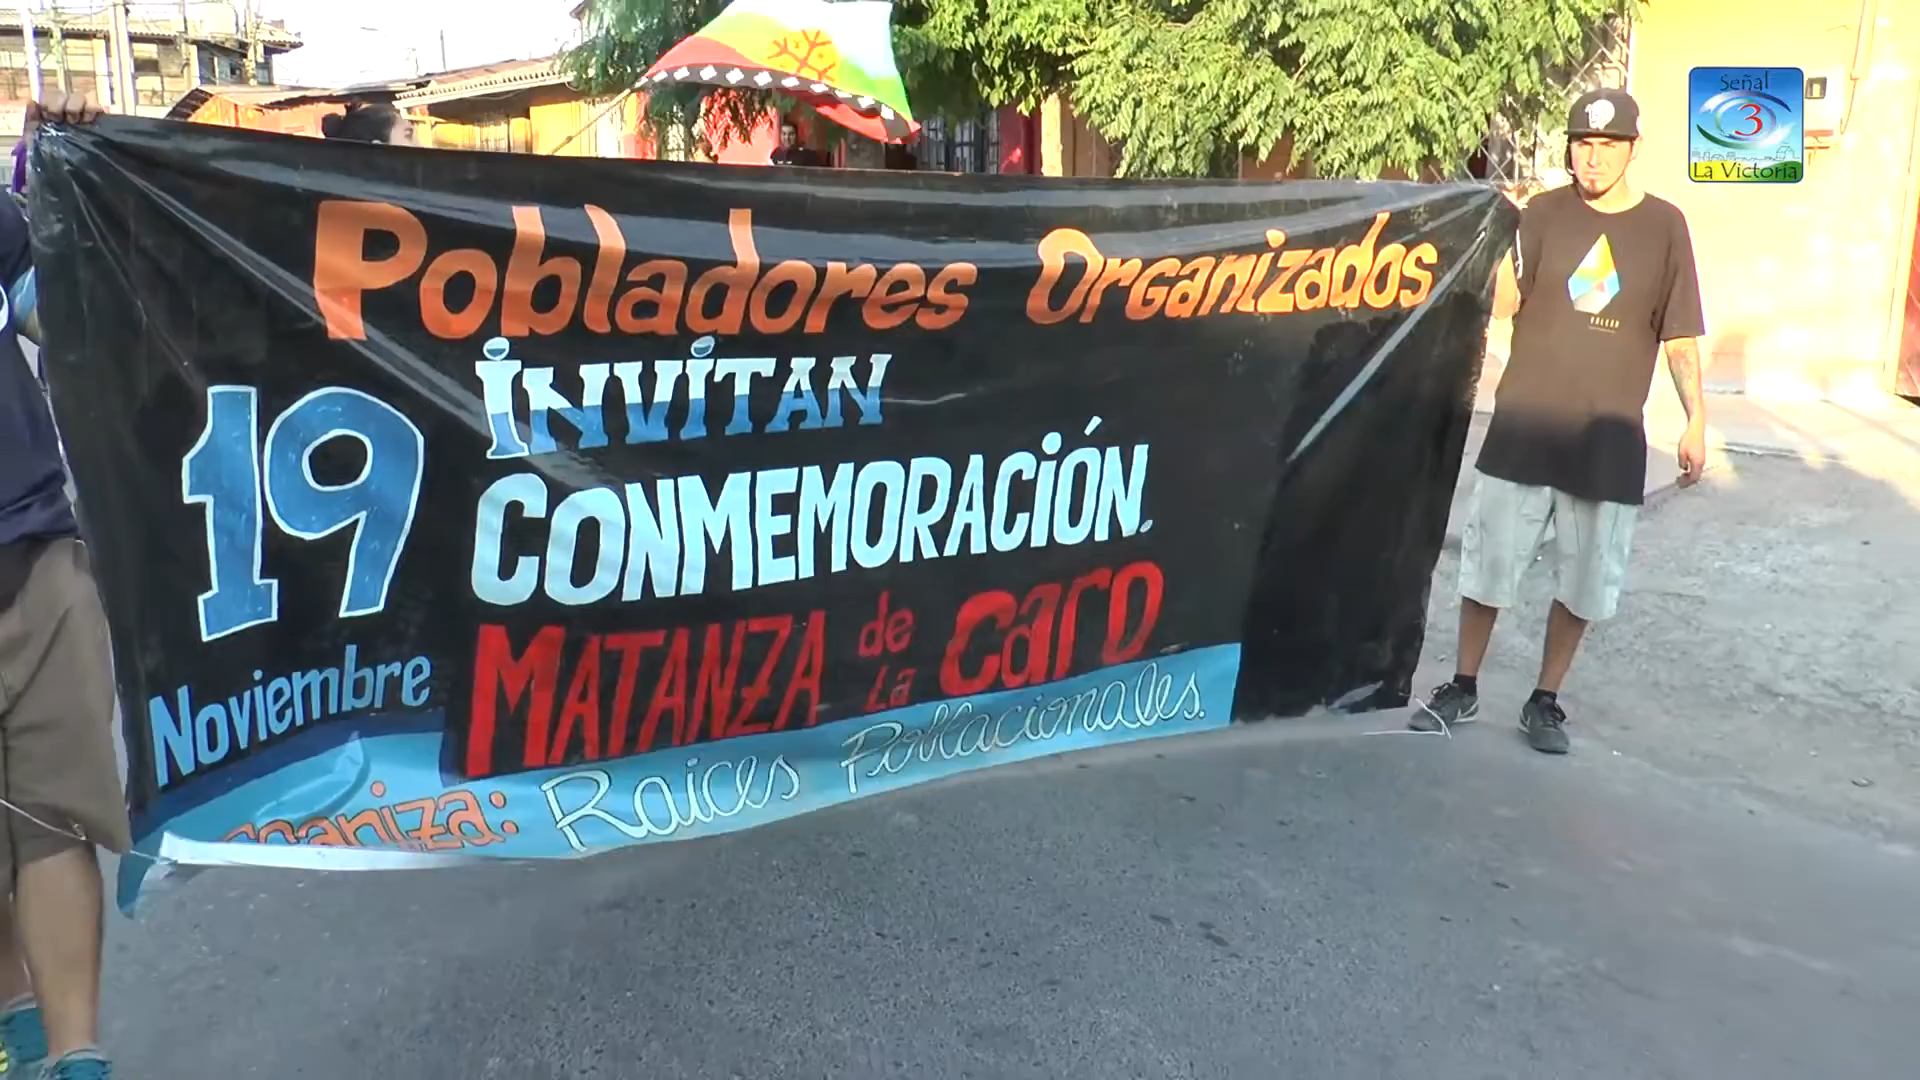 Señal
3
La Victoria
Pobladores Organizados
iNViTAN
19
CONMEMORACiÓN.
Noviembre
MATANZA de La caro
Organiza: Raices Poblacionales.